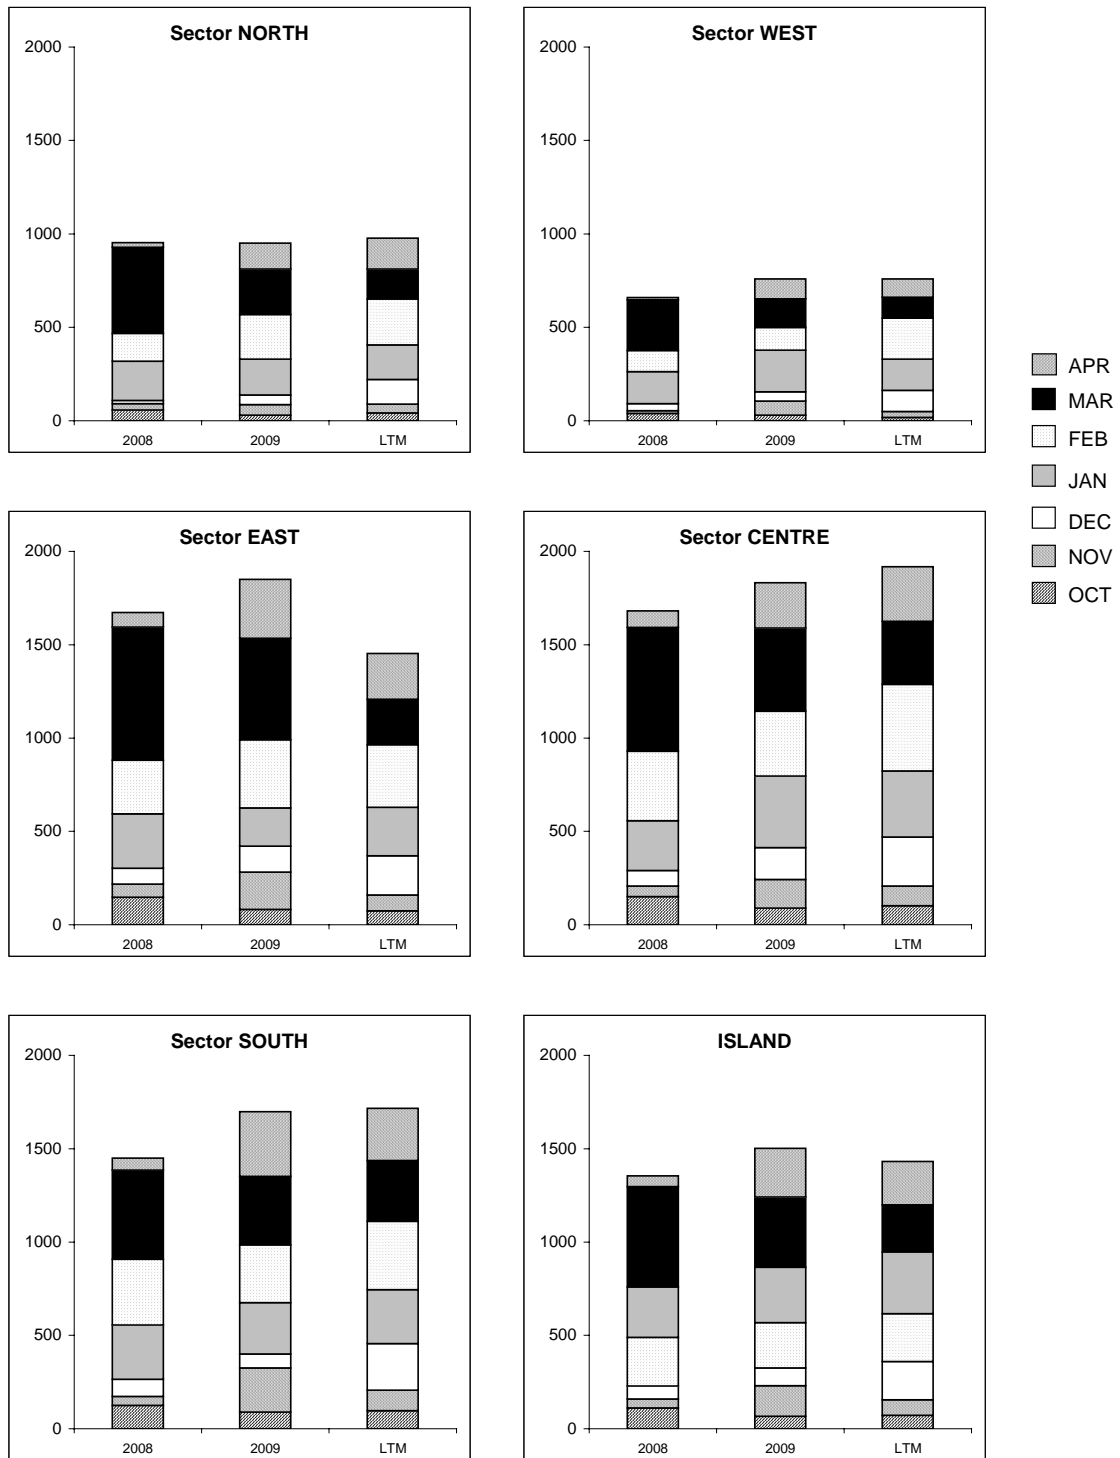 Sector NORTH
2000
1500
1000
500
0
2008 2009 LTM
Sector WEST
2000
1500
1000
500
0
2008 2009 LTM
APR
MAR
FEB
JAN
DEC
NOV
OCT
Sector EAST
2000
1500
1000
500
0
2008 2009 LTM
Sector CENTRE
2000
1500
1000
500
0
2008 2009 LTM
Sector SOUTH
2000
1500
1000
500
0
2008 2009 LTM
ISLAND
2000
1500
1000
500
0
2008 2009 LTM